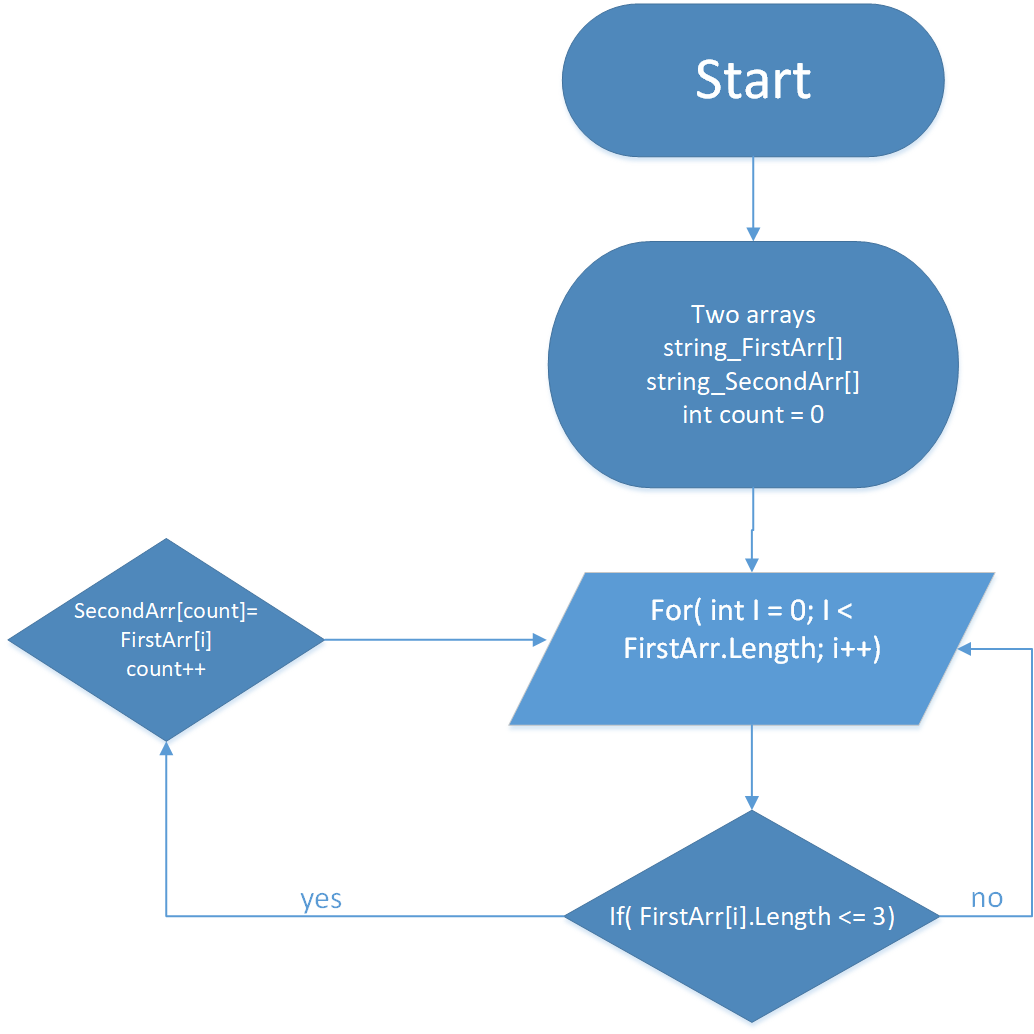 Start
Two arrays
string_FirstArr[]
string_SecondArr[]
int count = 0
For( int I = 0; I <
FirstArr.Length; i++)
SecondArr[count]=
FirstArr[i]
count++
If( FirstArr[i].Length <= 3)
yes
no